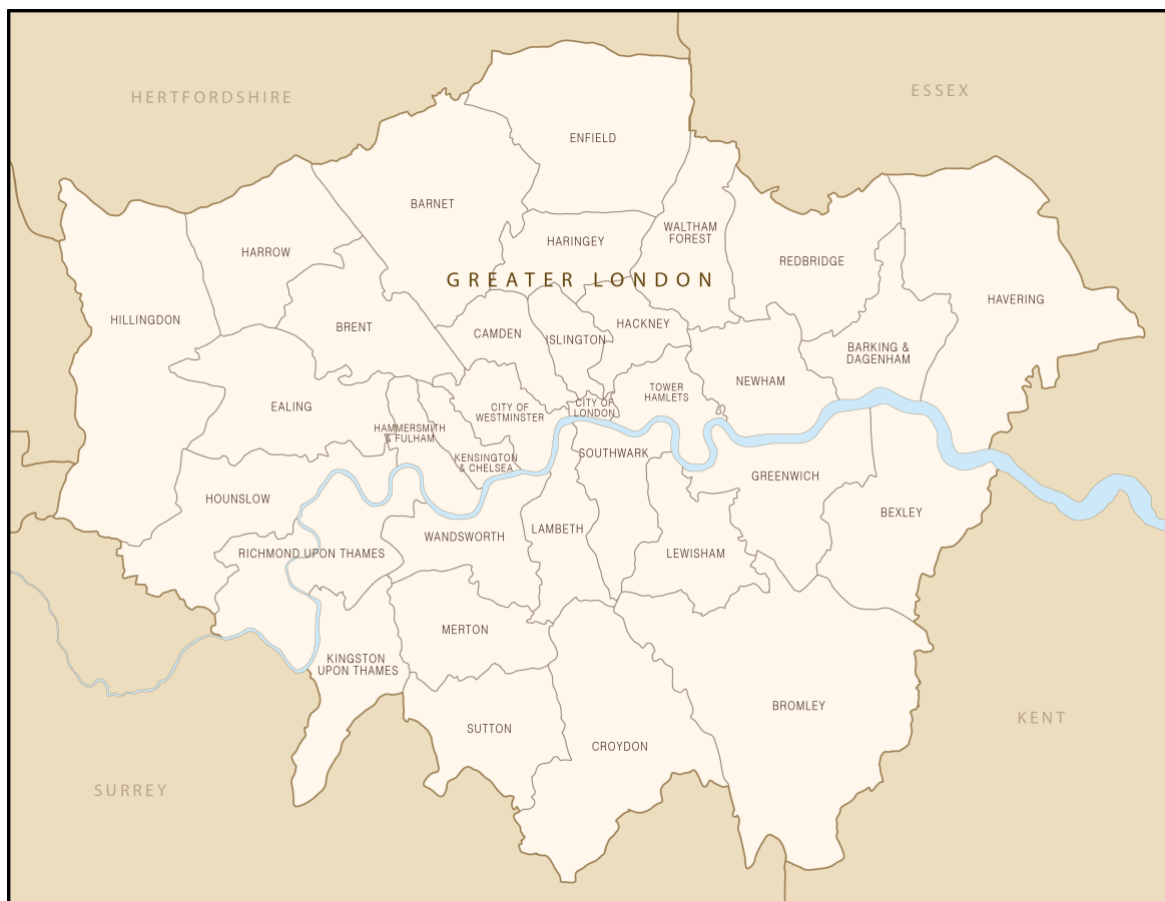 HERTFORDSHIRE
ESSEX
ENFIELD
BARNET
HARINGEY
WALTHAM
FOREST
HARROW
REDBRIDGE
GREATER LONDON
HAVERING
HILLINGDON
BRENT
CAMDEN
ISLINGTON
HACKNEY
BARKING &
DAGENHAM
EALING
NEWHAM
TOWER
HAMLETS
CITY OF
WESTMINSTER
CITY OF
LONDON
HAMMERSMITH
& FULHAM
KENSINGTON
& CHELSEA
SOUTHWARK
GREENWICH
HOUNSLOW
BEXLEY
WANDSWORTH
LAMBETH
RICHMOND UPON THAMES
LEWISHAM
MERTON
KINGSTON
UPON THAMES
BROMLEY
KENT
SUTTON
CROYDON
SURREY